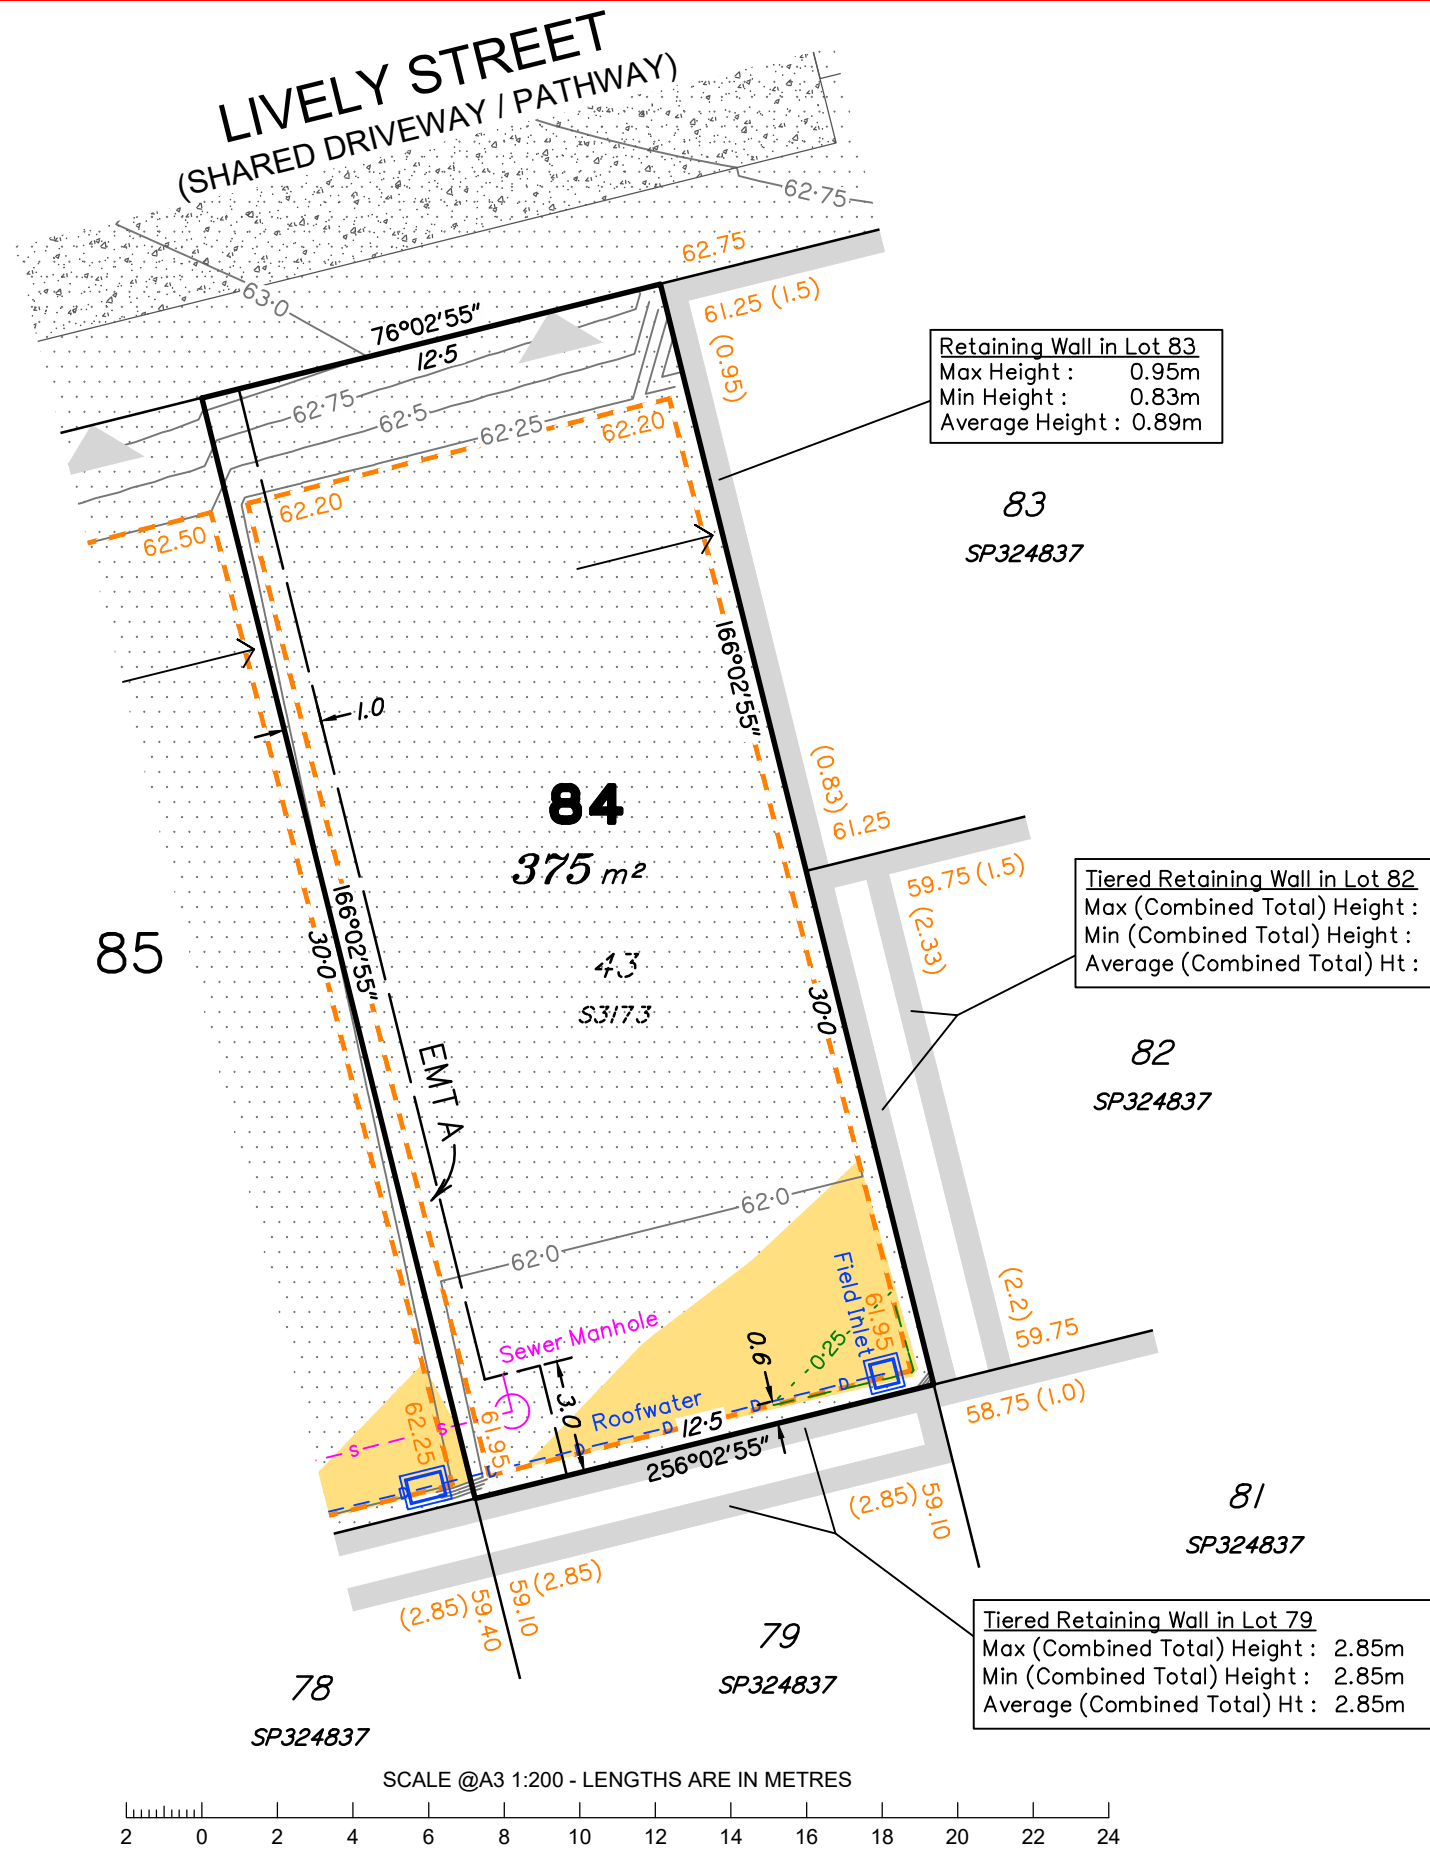 LIVELY STREET
(SHARED DRIVEWAY / PATHWAY)
62·75
63·0
62.75
61.25 (1.5)
(0.95)
76°02'55"
12·5
62·75
62·5
62·25
62.20
62.20
62.50
Retaining Wall in Lot 83
Max Height : 0.95m
Min Height : 0.83m
Average Height : 0.89m
83
SP324837
166°02'55"
1.0
(0.83)
61.25
84
375 m²
43
S3173
85
166°02'55"
30·0
30·0
59.75 (1.5)
(2.33)
Tiered Retaining Wall in Lot 82
Max (Combined Total) Height :
Min (Combined Total) Height :
Average (Combined Total) Ht :
82
SP324837
EMT A
62·0
62·0
Field Inlet
61.95
0·25
0.6
Sewer Manhole
3.0
Roofwater
D
D
D
D
12·5
256°02'55"
S
S
62.25
61.95
D
(2.2)
59.75
58.75 (1.0)
(2.85)
59.10
81
SP324837
(2.85)
59.40
59.10
(2.85)
Tiered Retaining Wall in Lot 79
Max (Combined Total) Height : 2.85m
Min (Combined Total) Height : 2.85m
Average (Combined Total) Ht : 2.85m
79
SP324837
78
SP324837
SCALE @A3 1:200 - LENGTHS ARE IN METRES
2 0 2 4 6 8 10 12 14 16 18 20 22 24